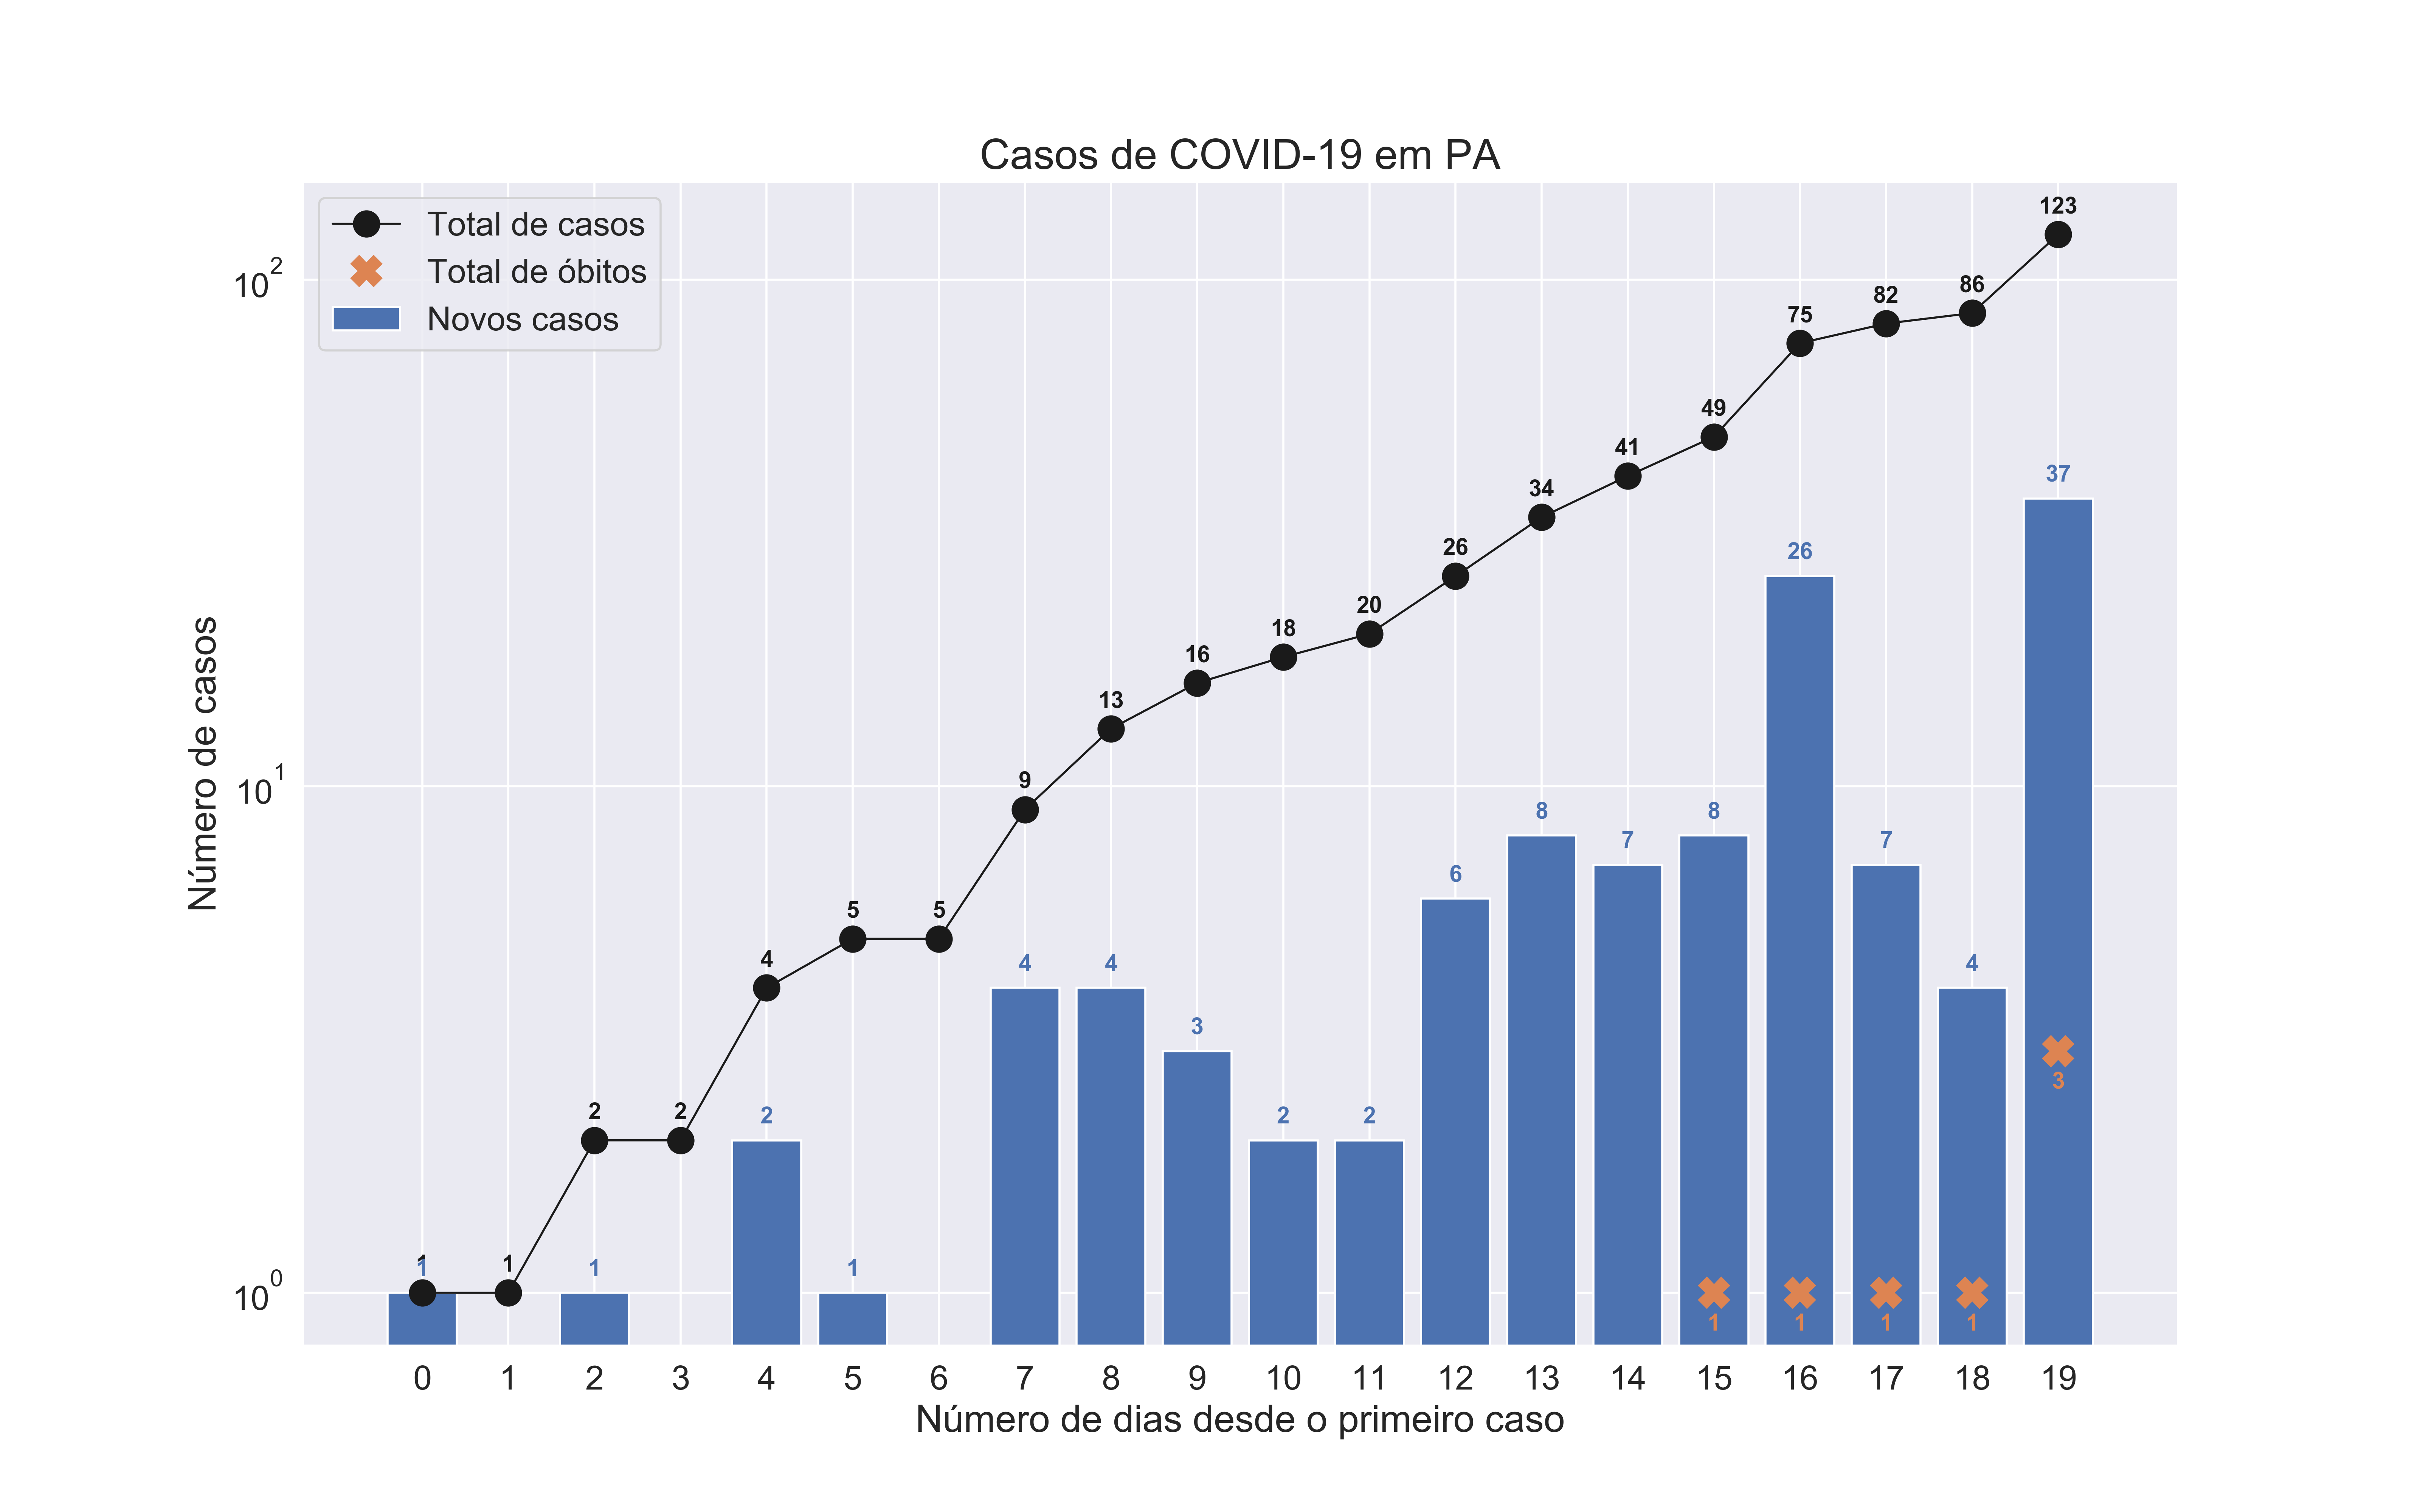 Casos de COVID-19 em PA
Total de casos
Total de óbitos
Novos casos
Número de casos
10^2
10^1
10^0
1 1 2 2 4 5 5 9 13 16 18 20 26 34 41 49 75 82 86 123
1 1 2 1 4 4 3 2 2 6 8 7 8 26 7 4 37
1 1 1 1 3
0 1 2 3 4 5 6 7 8 9 10 11 12 13 14 15 16 17 18 19
Número de dias desde o primeiro caso